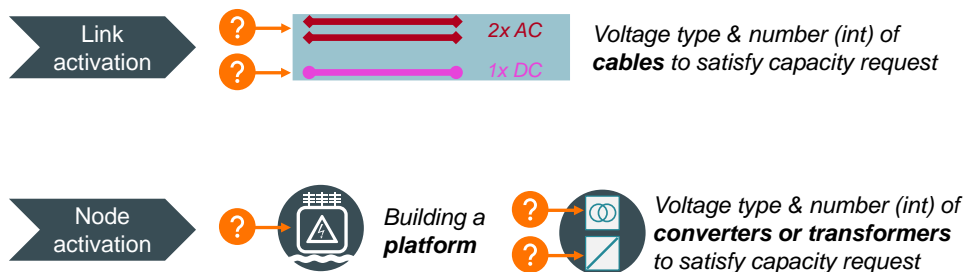 Link
activation
?
?
2x AC
1x DC
Voltage type & number (int) of
cables to satisfy capacity request
Node
activation
?
Building a
platform
?
?
Voltage type & number (int) of
converters or transformers
to satisfy capacity request